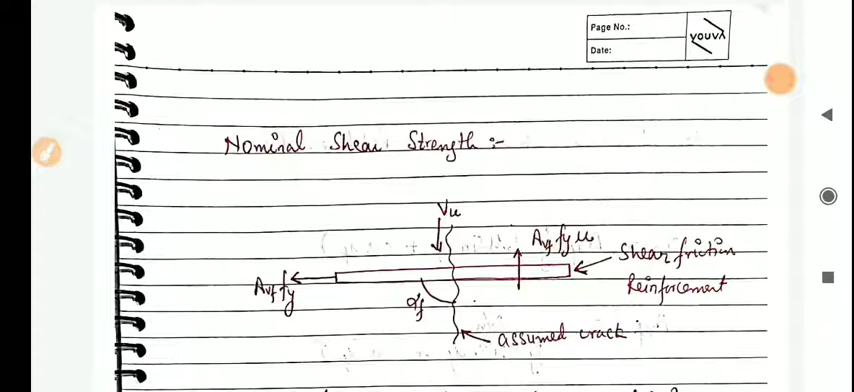 Page No.:
Date:
YOUVA
Nominal Shear Strength :-
Vu
Avf fy μ
Shear friction
Reinforcement
Avf fy
αf
assumed crack